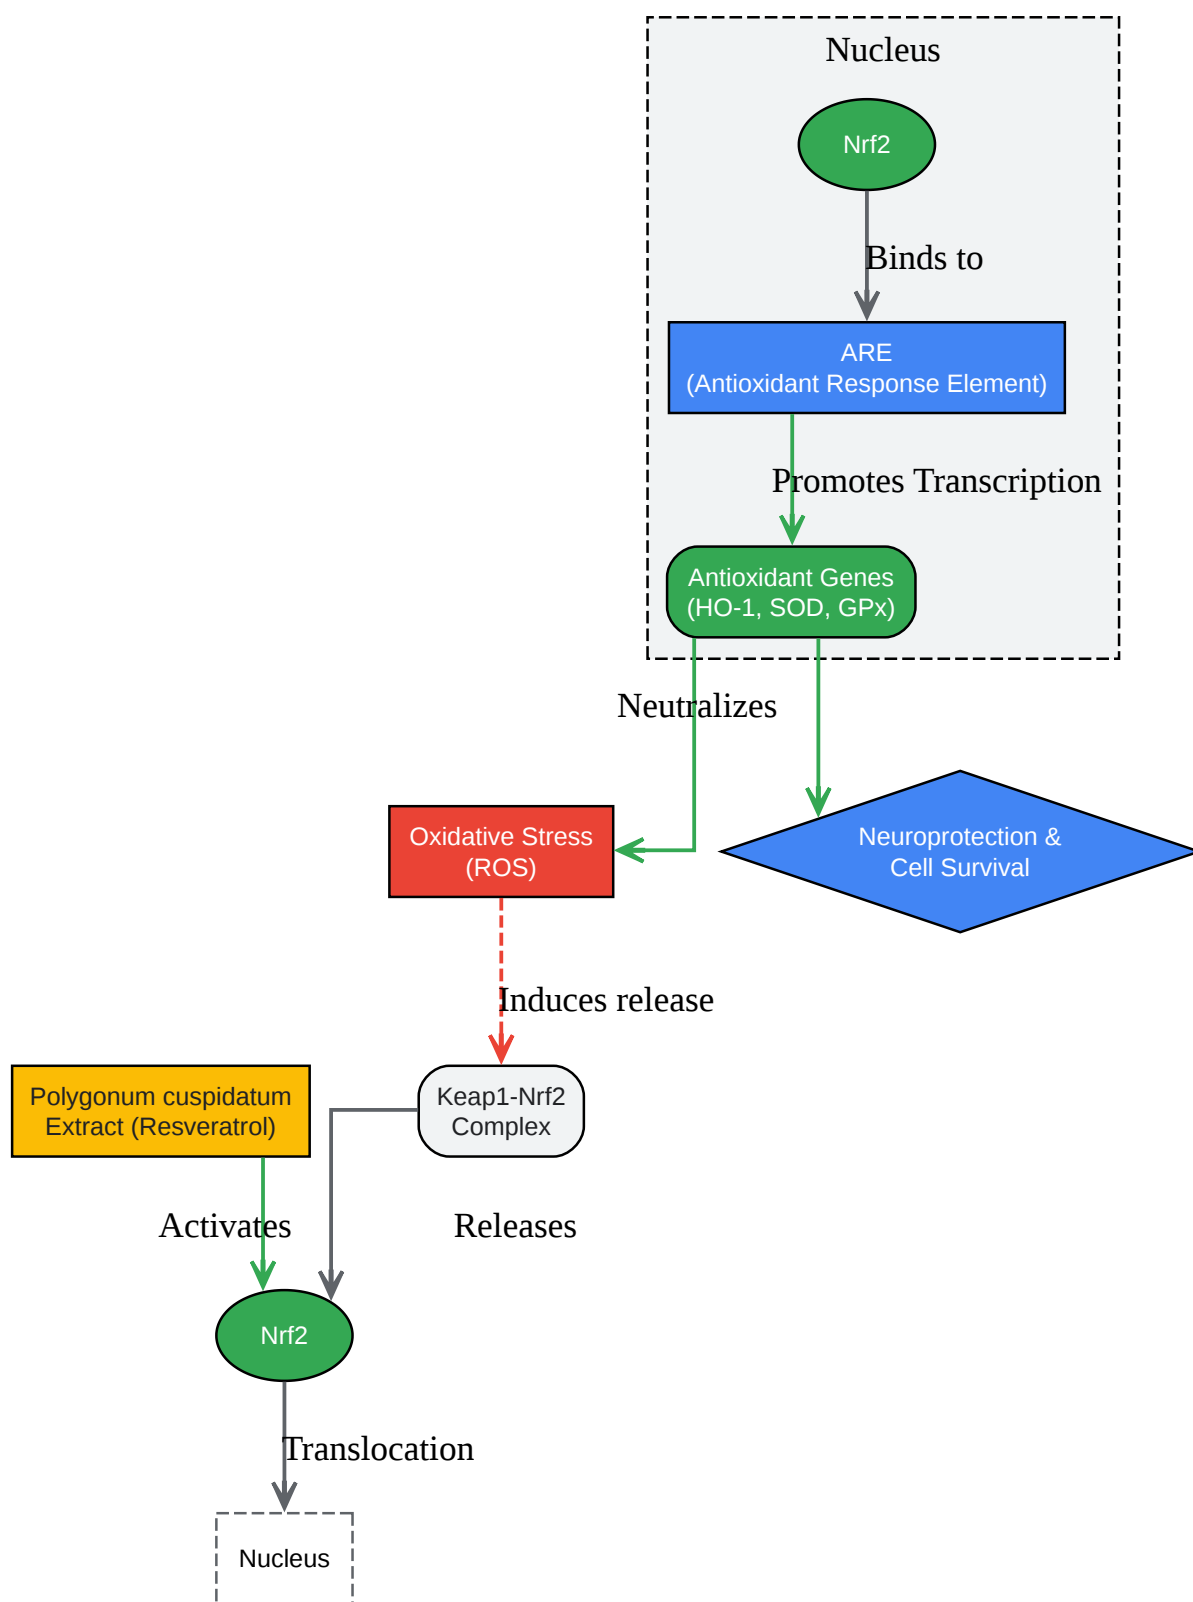 Nucleus
Nrf2
Binds to
ARE
(Antioxidant Response Element)
Promotes Transcription
Antioxidant Genes
(HO-1, SOD, GPx)
Neutralizes
Oxidative Stress
(ROS)
Neuroprotection &
Cell Survival
Induces release
Polygonum cuspidatum
Extract (Resveratrol)
Keap1-Nrf2
Complex
Activates
Releases
Nrf2
Translocation
Nucleus